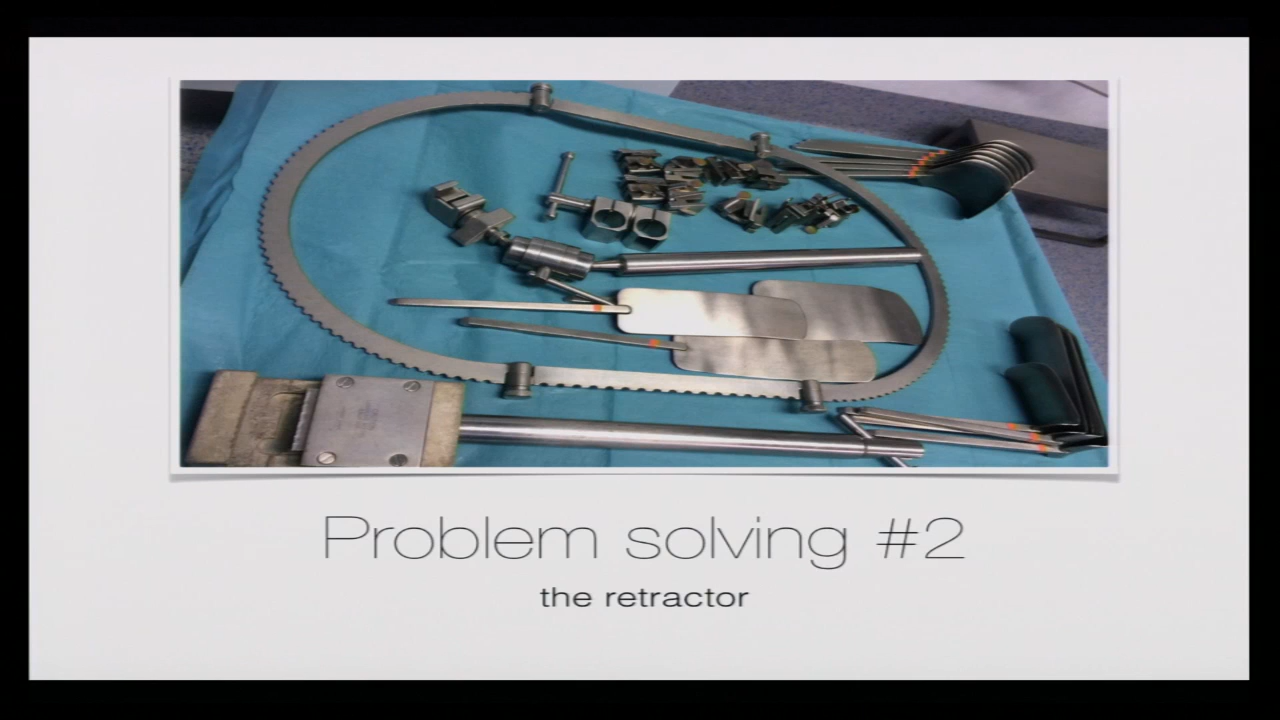 Problem solving #2
the retractor